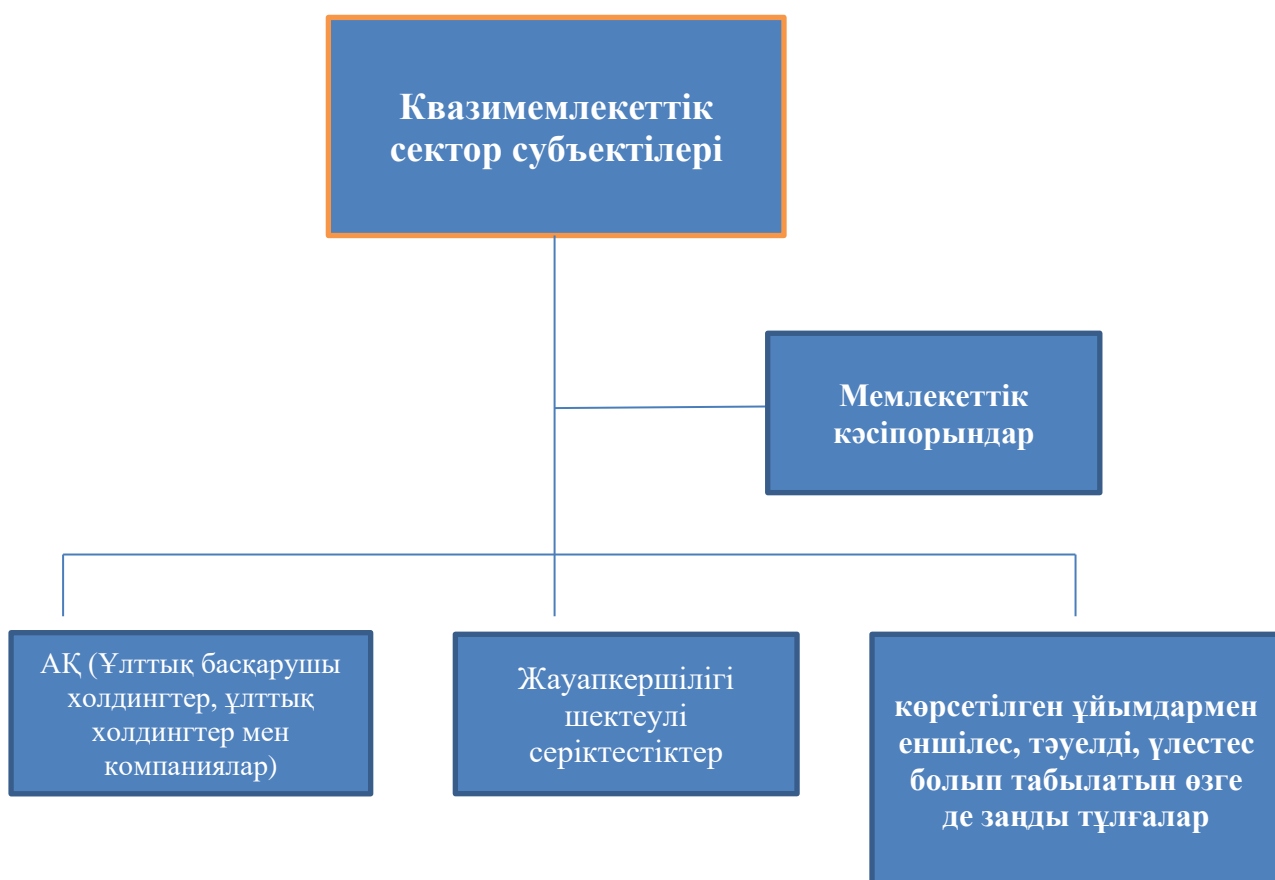 Квазимемлекеттік
сектор субъектілері
Мемлекеттік
кәсіпорындар
АҚ (Ұлттық басқарушы
холдингтер, ұлттық
холдингтер мен
компаниялар)
Жауапкершілігі
шектеулі
серіктестіктер
көрсетілген ұйымдармен
еншілес, тәуелді, үлестес
болып табылатын өзге
де заңды тұлғалар